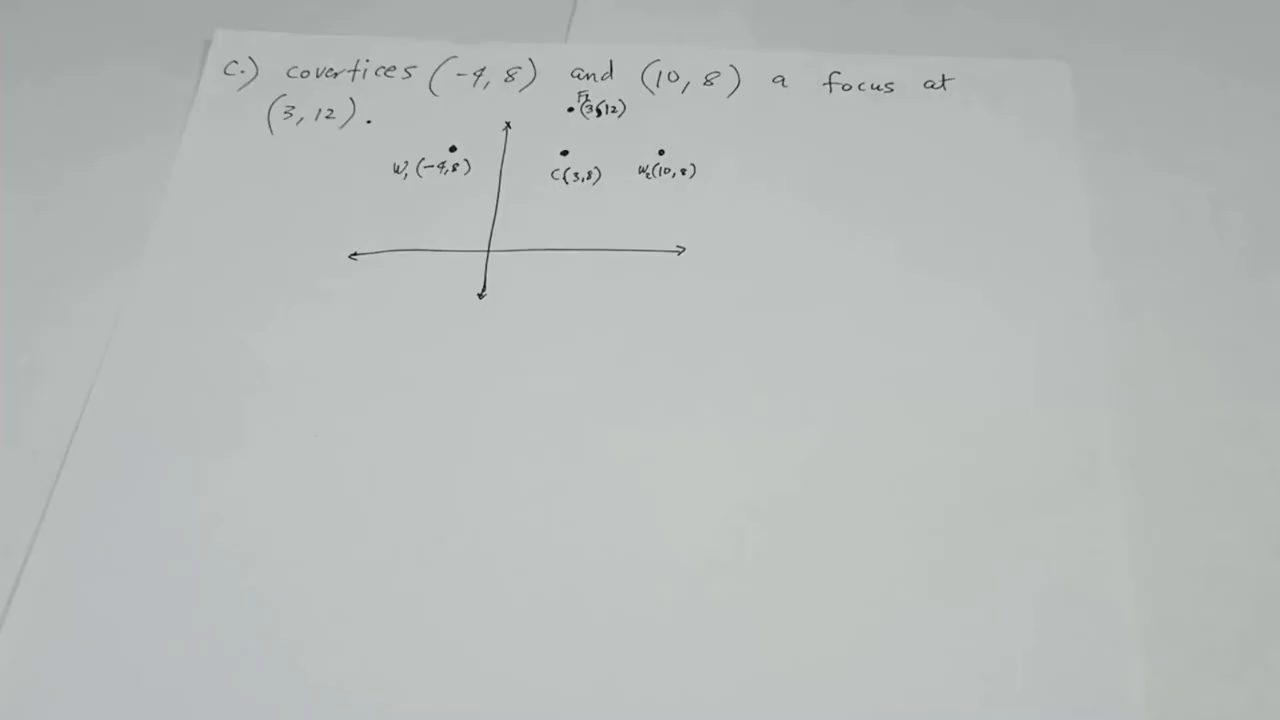 c.) covertices (-4, 8) and (10, 8) a focus at
(3, 12).
F₂
(3,12)
W₁ (-4,8)
C(3,8)
W₂(10,8)